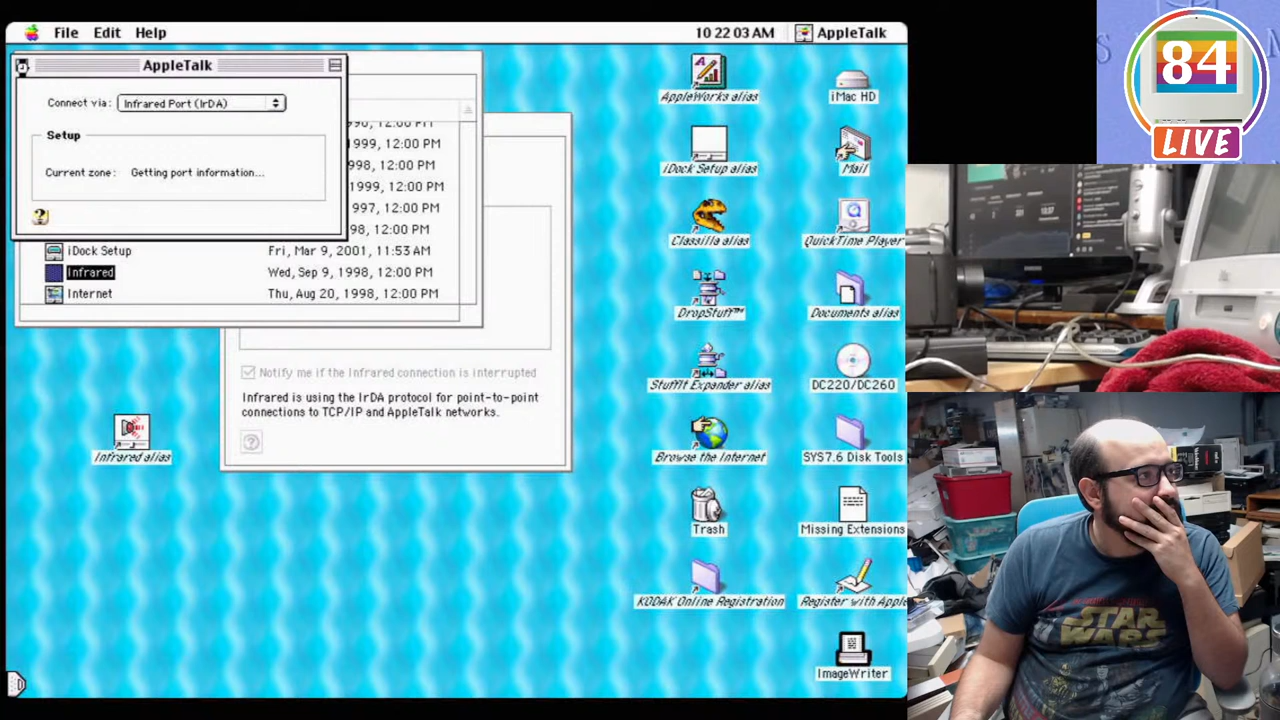 File Edit Help
10:22:03 AM
AppleTalk
AppleTalk
Connect via: Infrared Port (IrDA)
Setup
Current zone: Getting port information...
1999, 12:00 PM
998, 12:00 PM
1999, 12:00 PM
997, 12:00 PM
98, 12:00 PM
iDock Setup Fri, Mar 9, 2001, 11:53 AM
Infrared Wed, Sep 9, 1998, 12:00 PM
Internet Thu, Aug 20, 1998, 12:00 PM
Notify me if the Infrared connection is interrupted
Infrared is using the IrDA protocol for point-to-point
connections to TCP/IP and AppleTalk networks.
Infrared alias
AppleWorks alias
iMac HD
iDock Setup alias
Mail
Classilla alias
QuickTime Player
DropStuff™
Documents alias
StuffIt Expander alias
DC220/DC260
Browse the Internet
SYS7.6 Disk Tools
Trash
Missing Extensions
KODAK Online Registration
Register with Apple
ImageWriter
84
LIVE
STAR
WARS